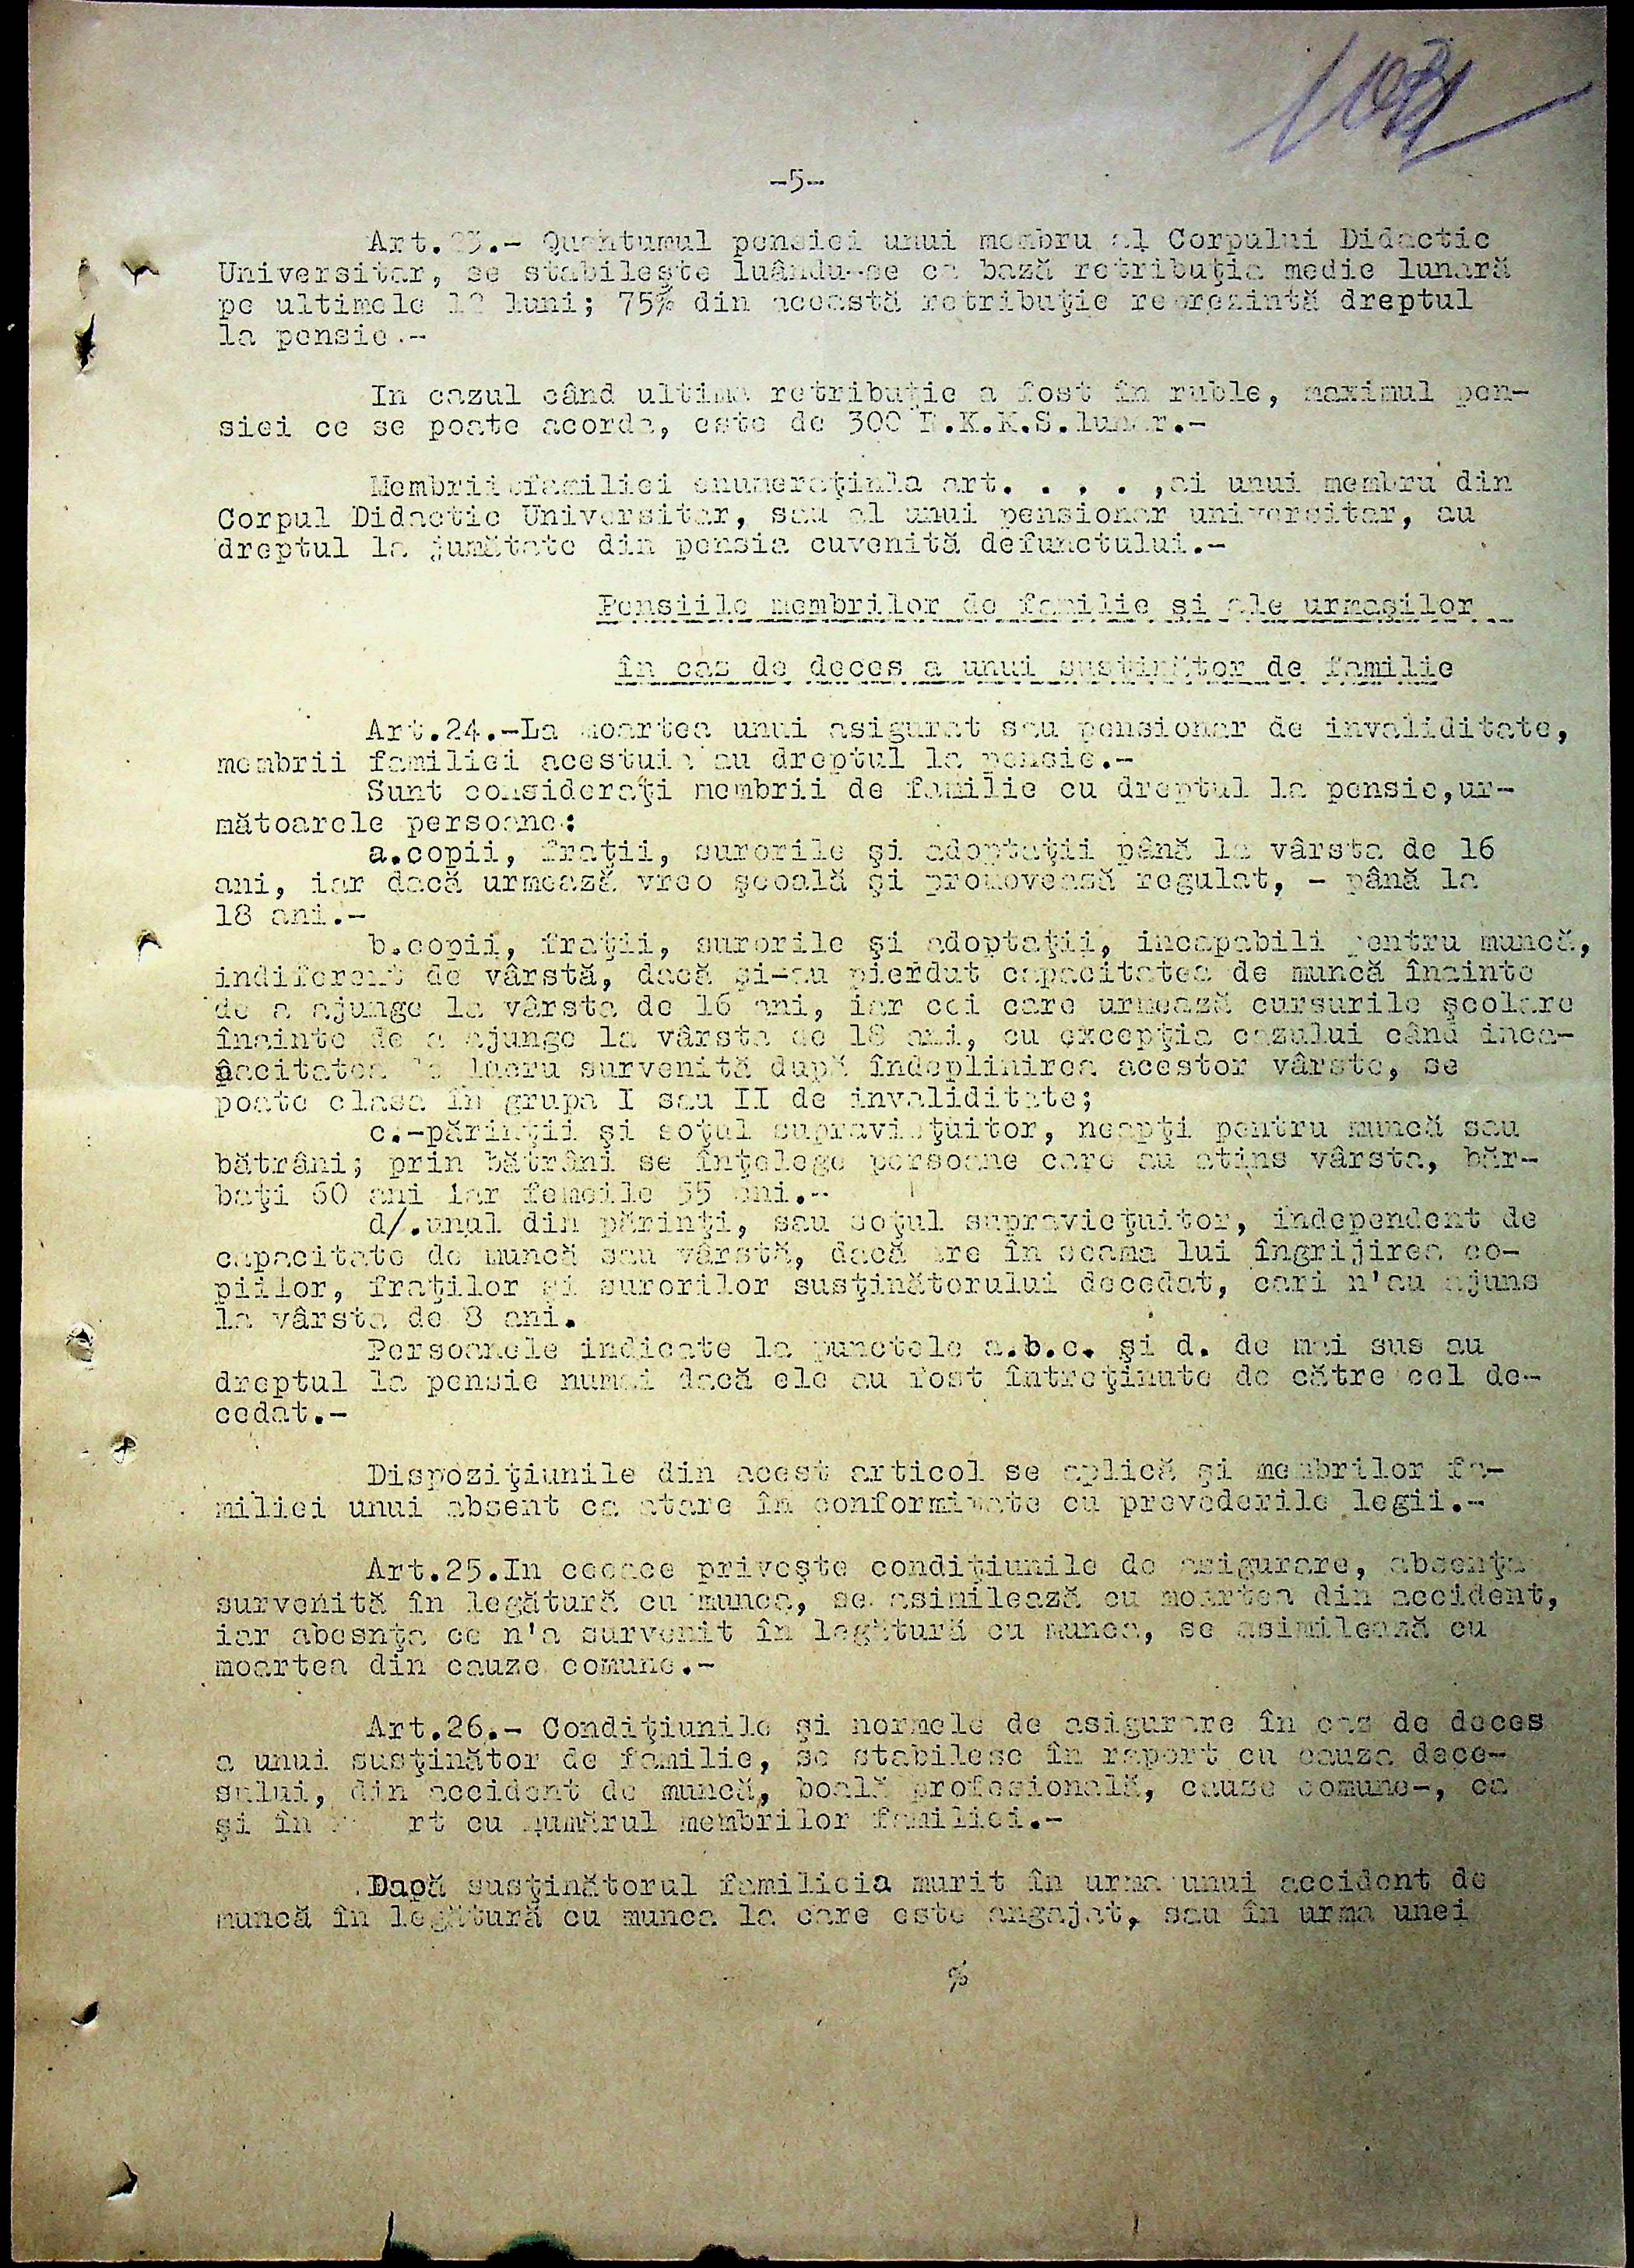 -5-
Art.23.- Quantumul pensiei unui membru al Corpului Didactic
Universitar, se stabileşte luându-se ca bază retribuţia medie lunară
pe ultimele 12 luni; 75% din această retribuţie reprezintă dreptul
la pensie.-
In cazul când ultima retribuţie a fost în ruble, maximul pen-
siei ce se poate acorda, este de 300 R.K.K.S.lunar.-
Membrii familiei enumeraţinla art. . . . ,ai unui membru din
Corpul Didactic Universitar, sau al unui pensionar universitar, au
dreptul la jumătate din pensia cuvenită defunctului.-
Pensiile membrilor de familie şi ale urmaşilor
în caz de deces a unui susţinător de familie
Art.24.-La moartea unui asigurat sau pensionar de invaliditate,
membrii familiei acestuia au dreptul la pensie.-
Sunt consideraţi membrii de familie cu dreptul la pensie,ur-
mătoarele persoane:
a.copii, fraţii, surorile şi adoptaţii până la vârsta de 16
ani, iar dacă urmează vreo şcoală şi promovează regulat, - până la
18 ani.-
b.copii, fraţii, surorile şi adoptaţii, incapabili pentru muncă,
indiferent de vârstă, dacă şi-au pierdut capacitatea de muncă înainte
de a ajunge la vârsta de 16 ani, iar cei care urmează cursurile şcolare
înainte de a ajunge la vârsta de 18 ani, cu excepţia cazului când inca-
pacitatea de lucru survenită după îndeplinirea acestor vârste, se
poate clasa în grupa I sau II de invaliditate;
c.-părinţii şi soţul supravieţuitor, neapţi pentru muncă sau
bătrâni; prin bătrâni se înţelege persoane care au atins vârsta, băr-
baţi 60 ani iar femeile 55 ani.-
d/.unul din părinţi, sau soţul supravieţuitor, independent de
capacitate de muncă sau vârstă, dacă are în seama lui îngrijirea co-
piilor, fraţilor şi surorilor susţinătorului decedat, cari n'au ajuns
la vârsta de 8 ani.
Persoanele indicate la punctele a.b.c. şi d. de mai sus au
dreptul la pensie numai dacă ele au fost întreţinute de către cel de-
cedat.-
Dispoziţiunile din acest articol se aplică şi membrilor fa-
miliei unui absent ca atare în conformitate cu prevederile legii.-
Art.25.In ceeace priveşte condiţiunile de asigurare, absenţa
survenită în legătură cu munca, se asimilează cu moartea din accident,
iar abesnţa ce n'a survenit în legătură cu munca, se asimilează cu
moartea din cauze comune.-
Art.26.- Condiţiunile şi normele de asigurare în caz de deces
a unui susţinător de familie, se stabilesc în raport cu cauza dece-
sului, din accident de muncă, boală profesională, cauze comune-, ca
şi în rt cu numărul membrilor familiei.-
Dapă susţinătorul familieia murit în urma unui accident de
muncă în legătură cu munca la care este angajat, sau în urma unei
%